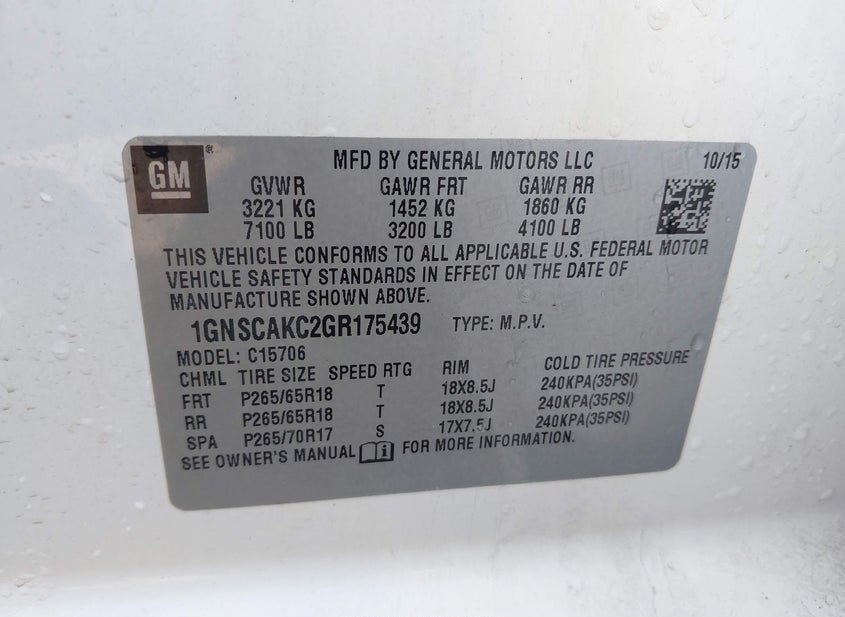 GM ® MFD BY GENERAL MOTORS LLC 10/15
GVWR GAWR FRT GAWR RR
3221 KG 1452 KG 1860 KG
7100 LB 3200 LB 4100 LB
THIS VEHICLE CONFORMS TO ALL APPLICABLE U.S. FEDERAL MOTOR
VEHICLE SAFETY STANDARDS IN EFFECT ON THE DATE OF
MANUFACTURE SHOWN ABOVE.
1GNSCAKC2GR175439 TYPE: M.P.V.
MODEL: C15706
CHML TIRE SIZE SPEED RTG RIM COLD TIRE PRESSURE
FRT P265/65R18 T 18X8.5J 240KPA(35PSI)
RR P265/65R18 T 18X8.5J 240KPA(35PSI)
SPA P265/70R17 S 17X7.5J 240KPA(35PSI)
SEE OWNER'S MANUAL i FOR MORE INFORMATION.